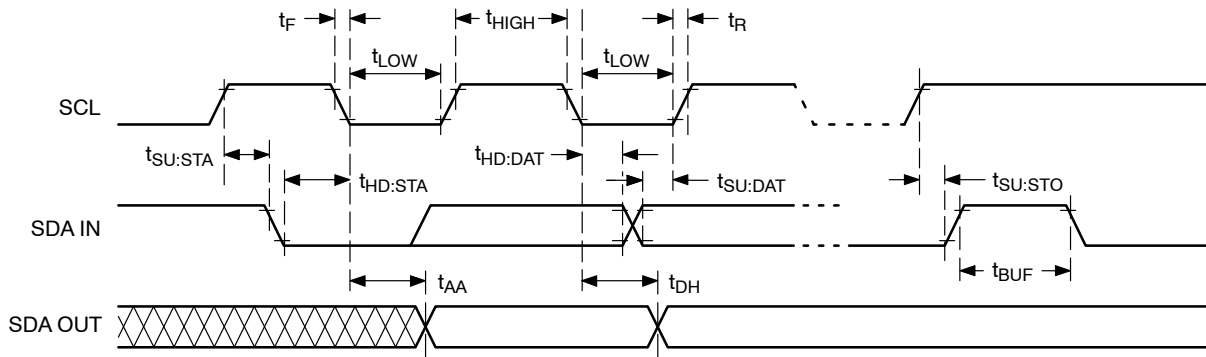 tF
tHIGH
tR
tLOW
tLOW
SCL
tSU:STA
tHD:STA
tHD:DAT
tSU:DAT
tSU:STO
SDA IN
tAA
tDH
tBUF
SDA OUT